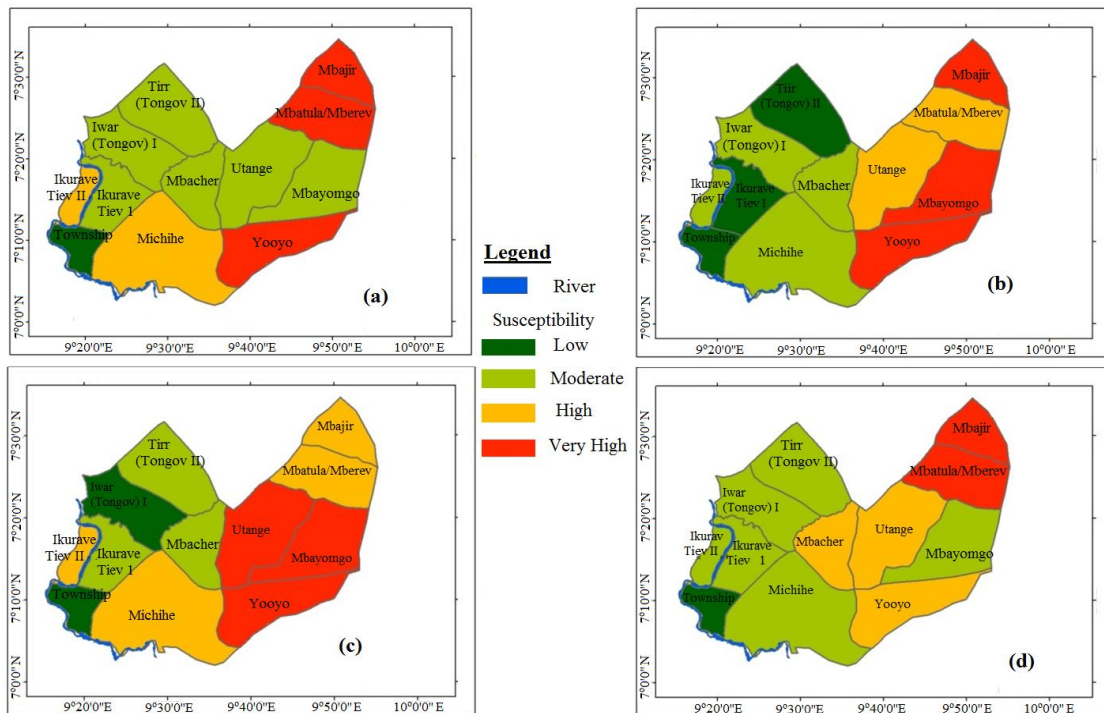 7°30'0"N
7°20'0"N
7°10'0"N
7°0'0"N
Mbajir
Tirr
(Tongov II)
Mbatula/Mberev
Iwar
(Tongov) I
Utange
Mbacher
Ikurave
Tiev II
Ikurave
Tiev 1
Mbayomgo
Township
Michihe
Yooyo
(a)
9°20'0"E 9°30'0"E 9°40'0"E 9°50'0"E 10°0'0"E
7°30'0"N
7°20'0"N
7°10'0"N
7°0'0"N
Mbajir
Tiir
(Tongov) II
Mbatula/Mberev
Iwar
(Tongov) I
Utange
Mbacher
Ikurave
Tiev II
Ikurave
Tiev I
Mbayomgo
Township
Michihe
Yooyo
(b)
9°20'0"E 9°30'0"E 9°40'0"E 9°50'0"E 10°0'0"E
Legend
River
Susceptibility
Low
Moderate
High
Very High
7°30'0"N
7°20'0"N
7°10'0"N
7°0'0"N
Mbajir
Tirr
(Tongov II)
Mbatula/Mberev
Iwar
(Tongov) I
Utange
Mbacher
Ikurave
Tiev II
Ikurave
Tiev 1
Mbayomgo
Township
Michihe
Yooyo
(c)
9°20'0"E 9°30'0"E 9°40'0"E 9°50'0"E 10°0'0"E
7°30'0"N
7°20'0"N
7°10'0"N
7°0'0"N
Mbajir
Tirr
(Tongov II)
Mbatula/Mberev
Iwar
(Tongov) I
Utange
Mbacher
Ikurav
Tiev II
Ikurave
Tiev 1
Mbayomgo
Township
Michihe
Yooyo
(d)
9°20'0"E 9°30'0"E 9°40'0"E 9°50'0"E 10°0'0"E